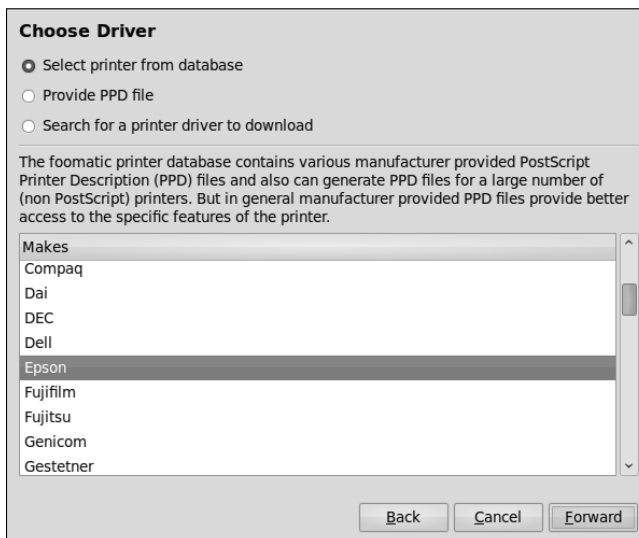 Choose Driver
Select printer from database
Provide PPD file
Search for a printer driver to download
The foomatic printer database contains various manufacturer provided PostScript
Printer Description (PPD) files and also can generate PPD files for a large number of
(non PostScript) printers. But in general manufacturer provided PPD files provide better
access to the specific features of the printer.
Makes
Compaq
Dai
DEC
Dell
Epson
Fujifilm
Fujitsu
Genicom
Gestetner
Back
Cancel
Forward